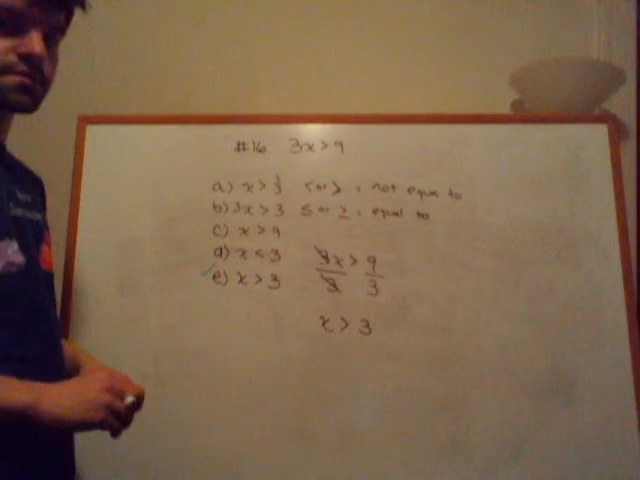 #16 3x > 9
a) x > 1/3 < or > = not equal to
b) 3x > 3 ≤ or ≥ = equal to
c) x > 9
d) x < 3
✓ e) x > 3
3x/3 > 9/3
x > 3